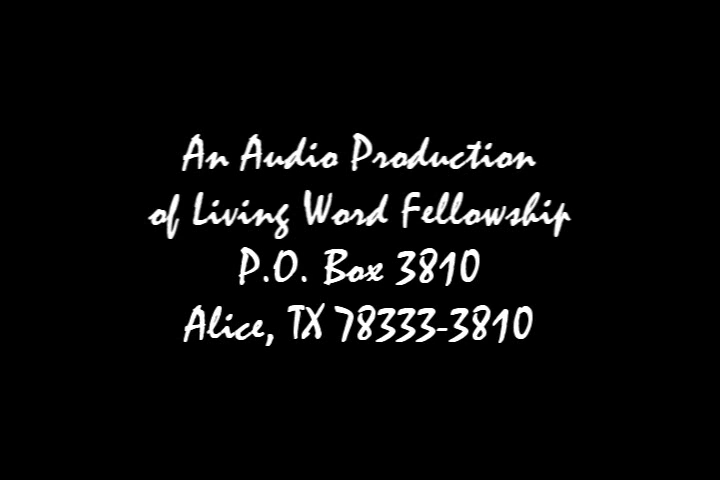 An Audio Production
of Living Word Fellowship
P.O. Box 3810
Alice, TX 78333-3810